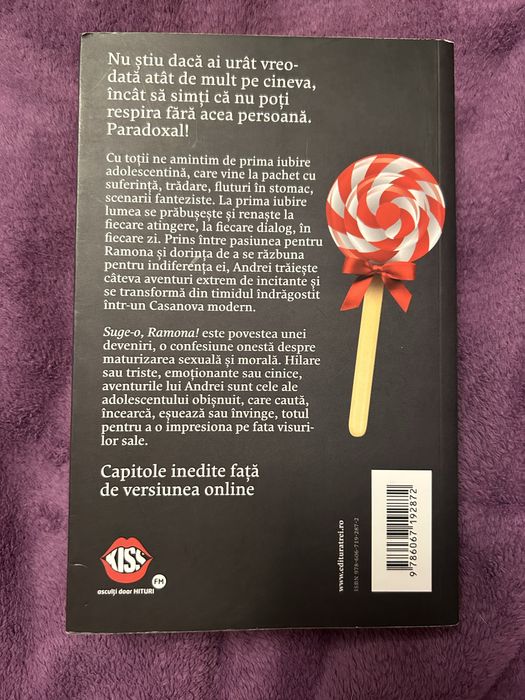 Nu știu dacă ai urât vreo-
dată atât de mult pe cineva,
încât să simți că nu poți
respira fără acea persoană.
Paradoxal!
Cu toții ne amintim de prima iubire
adolescentină, care vine la pachet cu
suferință, trădare, fluturi în stomac,
scenarii fanteziste. La prima iubire
lumea se prăbușește și renaște la
fiecare atingere, la fiecare dialog, în
fiecare zi. Prins între pasiunea pentru
Ramona și dorința de a se răzbuna
pentru indiferența ei, Andrei trăiește
câteva aventuri extrem de incitante și
se transformă din timidul îndrăgostit
într-un Casanova modern.
Suge-o, Ramona! este povestea unei
deveniri, o confesiune onestă despre
maturizarea sexuală și morală. Hilare
sau triste, emoționante sau cinice,
aventurile lui Andrei sunt cele ale
adolescentului obișnuit, care caută,
încearcă, eșuează sau învinge, totul
pentru a o impresiona pe fata visuri-
lor sale.
Capitole inedite față
de versiunea online
KISS
FM
asculți doar HITURI
www.edituratrei.ro
ISBN 978-606-719-287-2
9 786067 192872